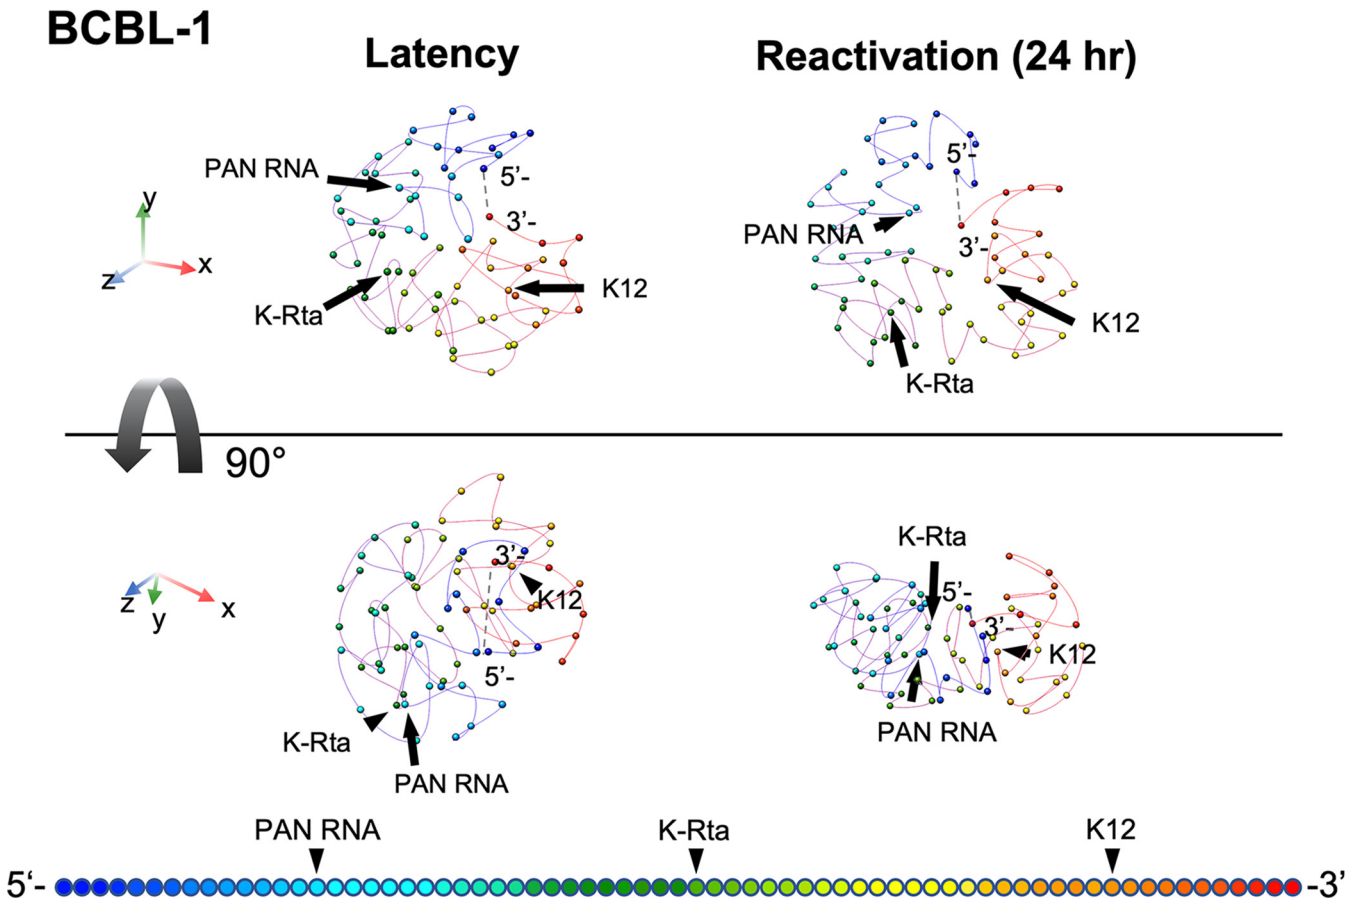 BCBL-1
Latency
Reactivation (24 hr)
PAN RNA
5’-
3’-
K-Rta
K12
5’-
PAN RNA
3’-
K12
K-Rta
y
x
z
90°
3’-
K12
5’-
K-Rta
PAN RNA
K-Rta
5’-
3’-
K12
PAN RNA
z
y
x
PAN RNA
K-Rta
K12
5‘-
-3’